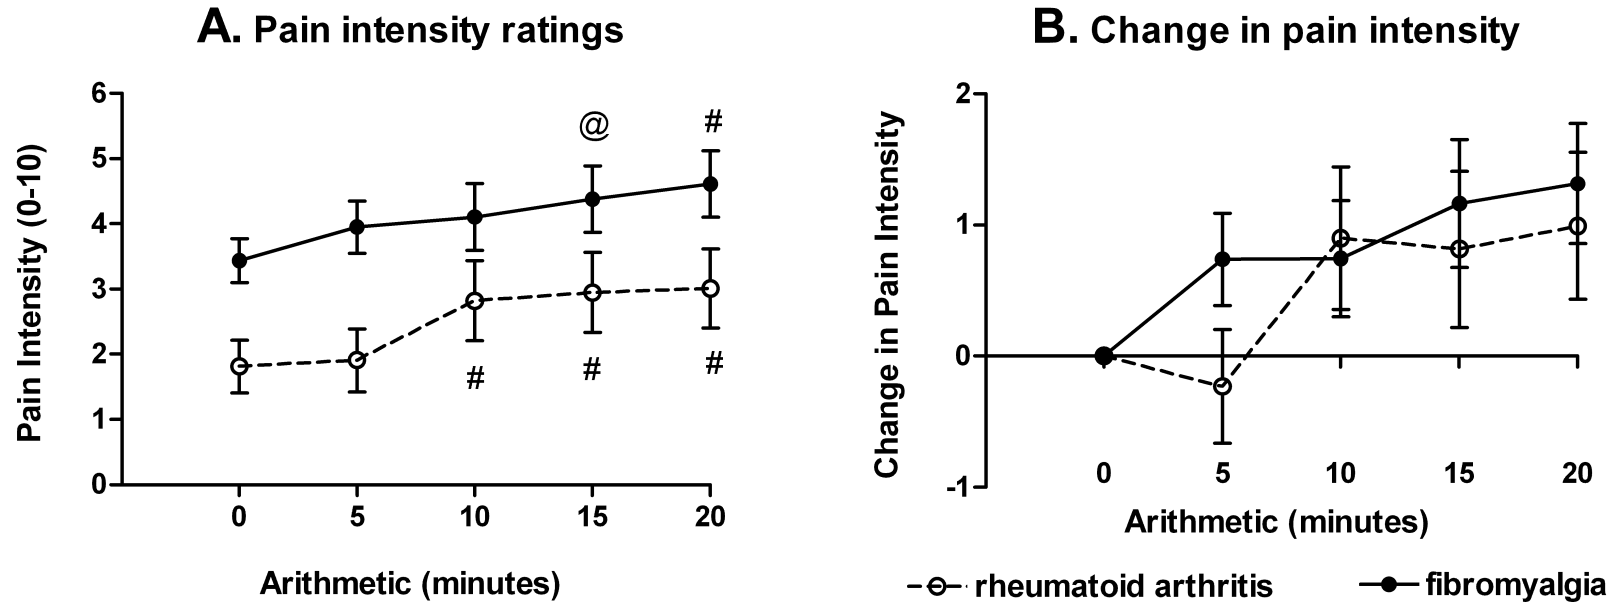 A. Pain intensity ratings
Pain Intensity (0-10)
6
5
4
3
2
1
0
@
#
#
#
#
0 5 10 15 20
Arithmetic (minutes)
B. Change in pain intensity
Change in Pain Intensity
2
1
0
-1
0 5 10 15 20
Arithmetic (minutes)
rheumatoid arthritis
fibromyalgia